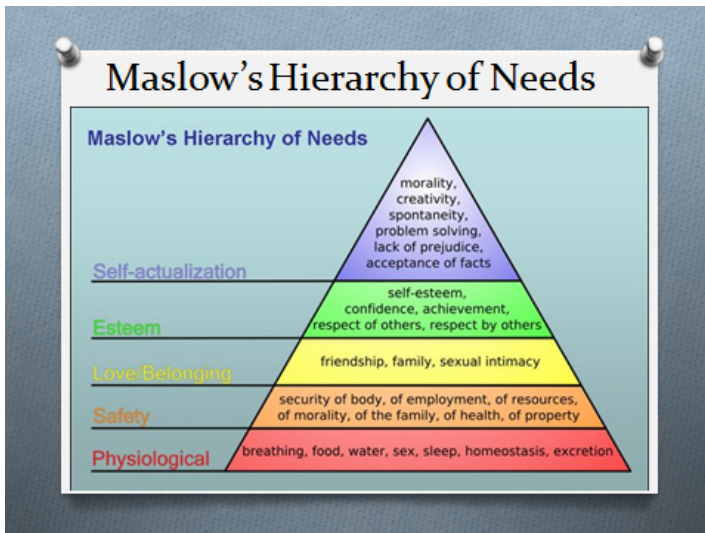 Maslow's Hierarchy of Needs
Maslow's Hierarchy of Needs
morality,
creativity,
spontaneity,
problem solving,
lack of prejudice,
acceptance of facts
Self-actualization
self-esteem,
confidence, achievement,
respect of others, respect by others
Esteem
friendship, family, sexual intimacy
Love/Belonging
security of body, of employment, of resources,
of morality, of the family, of health, of property
Safety
breathing, food, water, sex, sleep, homeostasis, excretion
Physiological